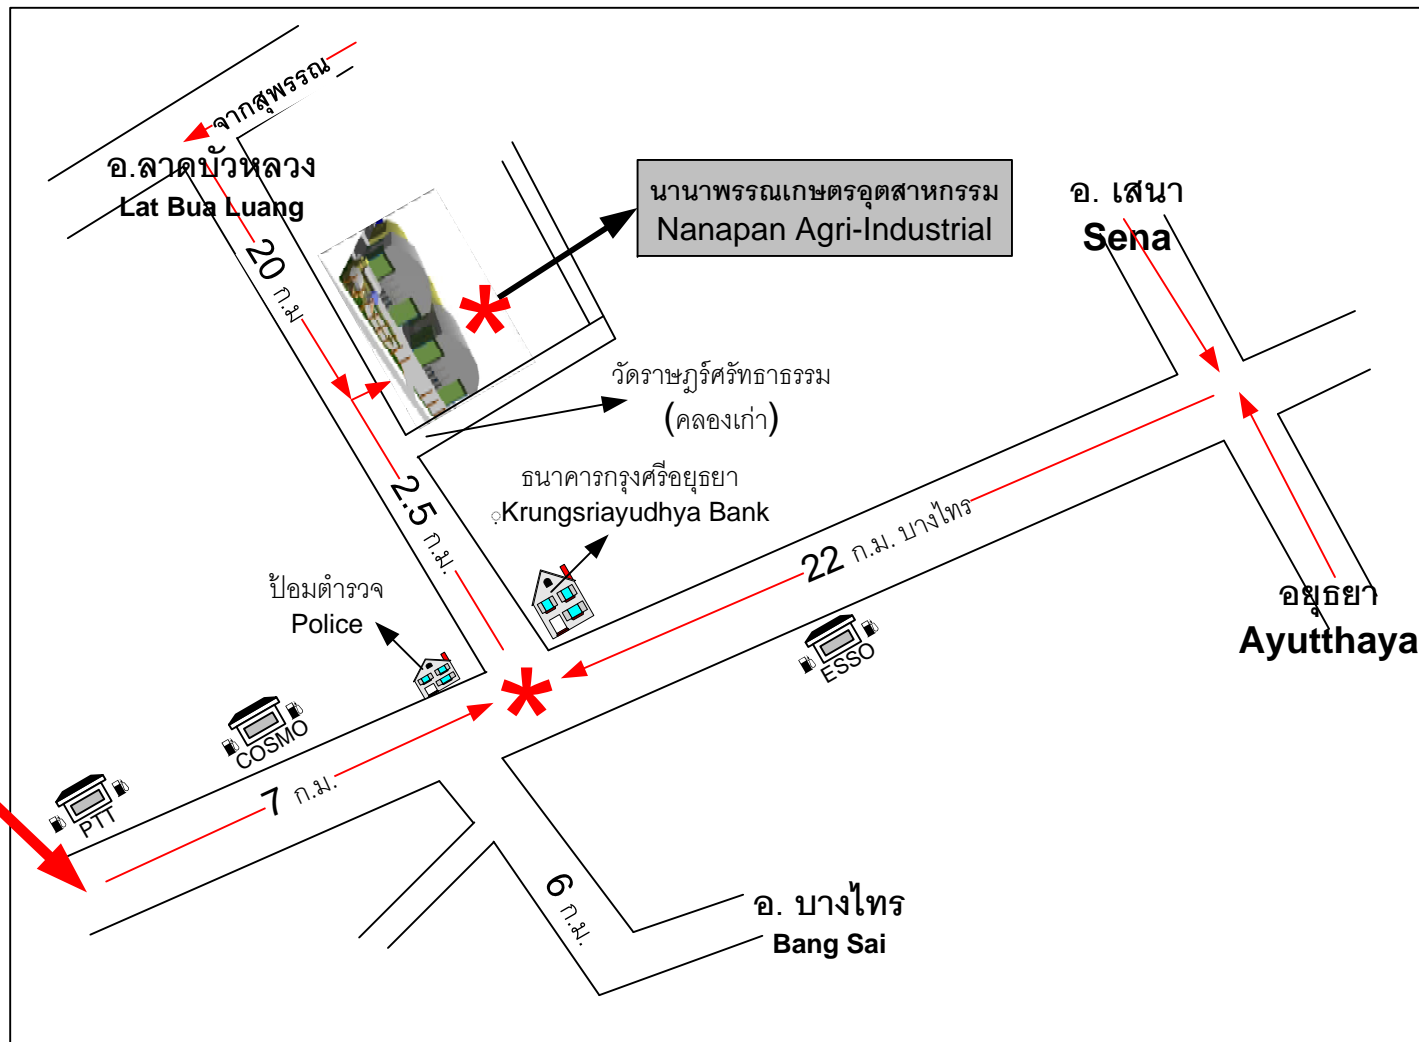 จากสุพรรณ
อ.ลาดบัวหลวง
Lat Bua Luang
นานาพรรณเกษตรอุตสาหกรรม
Nanapan Agri-Industrial
อ. เสนา
Sena
20 ก.ม
วัดราษฎร์ศรัทธาธรรม
(คลองเก่า)
ธนาคารกรุงศรีอยุธยา
Krungsriayudhya Bank
2.5 ก.ม.
22 ก.ม. บางไทร
ป้อมตำรวจ
Police
อยุธยา
Ayutthaya
ESSO
COSMO
PTT
7 ก.ม.
6 ก.ม.
อ. บางไทร
Bang Sai